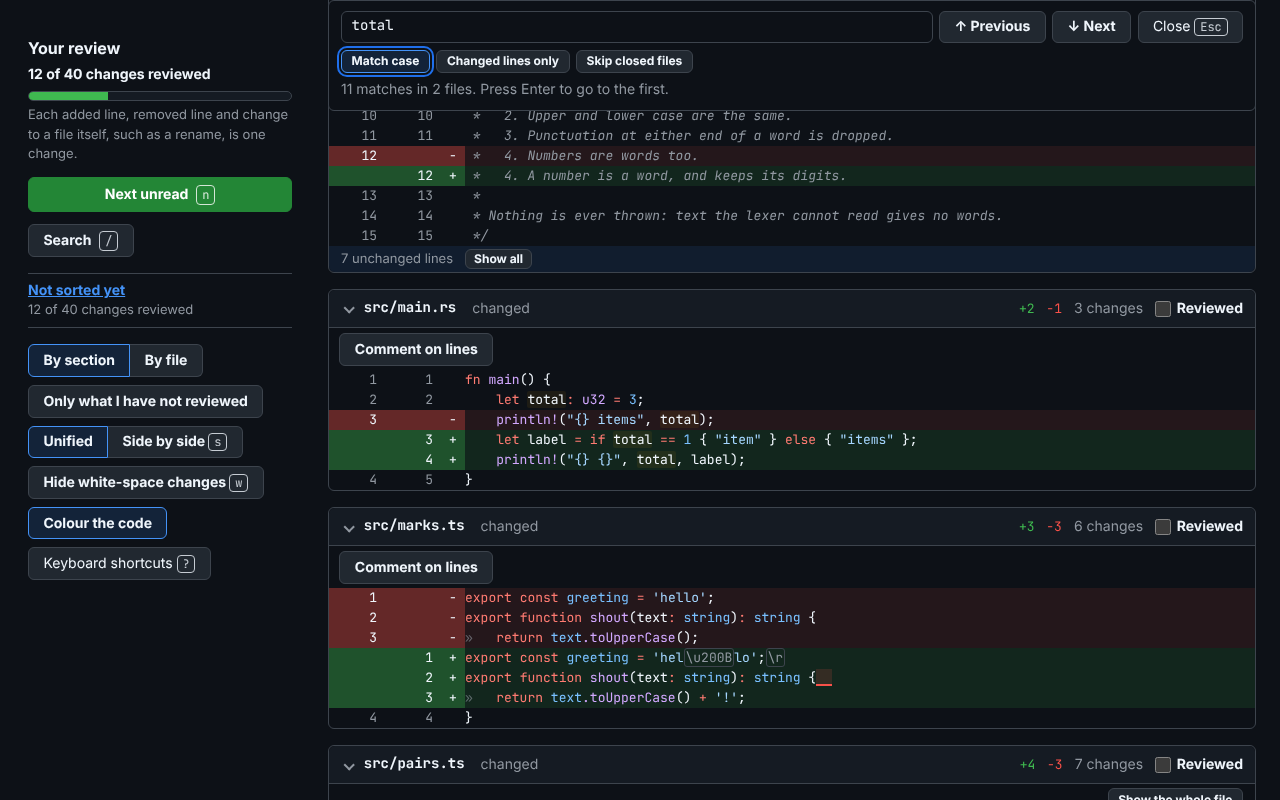 Your review
12 of 40 changes reviewed
Each added line, removed line and change
to a file itself, such as a rename, is one
change.
Next unread n
Search /
Not sorted yet
12 of 40 changes reviewed
By section By file
Only what I have not reviewed
Unified Side by side s
Hide white-space changes w
Colour the code
Keyboard shortcuts ?
total
↑ Previous ↓ Next Close Esc
Match case Changed lines only Skip closed files
11 matches in 2 files. Press Enter to go to the first.
10 10 *   2. Upper and lower case are the same.
11 11 *   3. Punctuation at either end of a word is dropped.
12 - *   4. Numbers are words too.
12 + *   4. A number is a word, and keeps its digits.
13 13 *
14 14 * Nothing is ever thrown: text the lexer cannot read gives no words.
15 15 */
7 unchanged lines Show all
src/main.rs changed +2 -1 3 changes Reviewed
Comment on lines
1 1 fn main() {
2 2     let total: u32 = 3;
3 -     println!("{} items", total);
3 +     let label = if total == 1 { "item" } else { "items" };
4 +     println!("{} {}", total, label);
4 5 }
src/marks.ts changed +3 -3 6 changes Reviewed
Comment on lines
1 - export const greeting = 'hello';
2 - export function shout(text: string): string {
3 - »   return text.toUpperCase();
1 + export const greeting = 'hel\u200Blo';\r
2 + export function shout(text: string): string {
3 + »   return text.toUpperCase() + '!';
4 4 }
src/pairs.ts changed +4 -3 7 changes Reviewed
Show the whole file